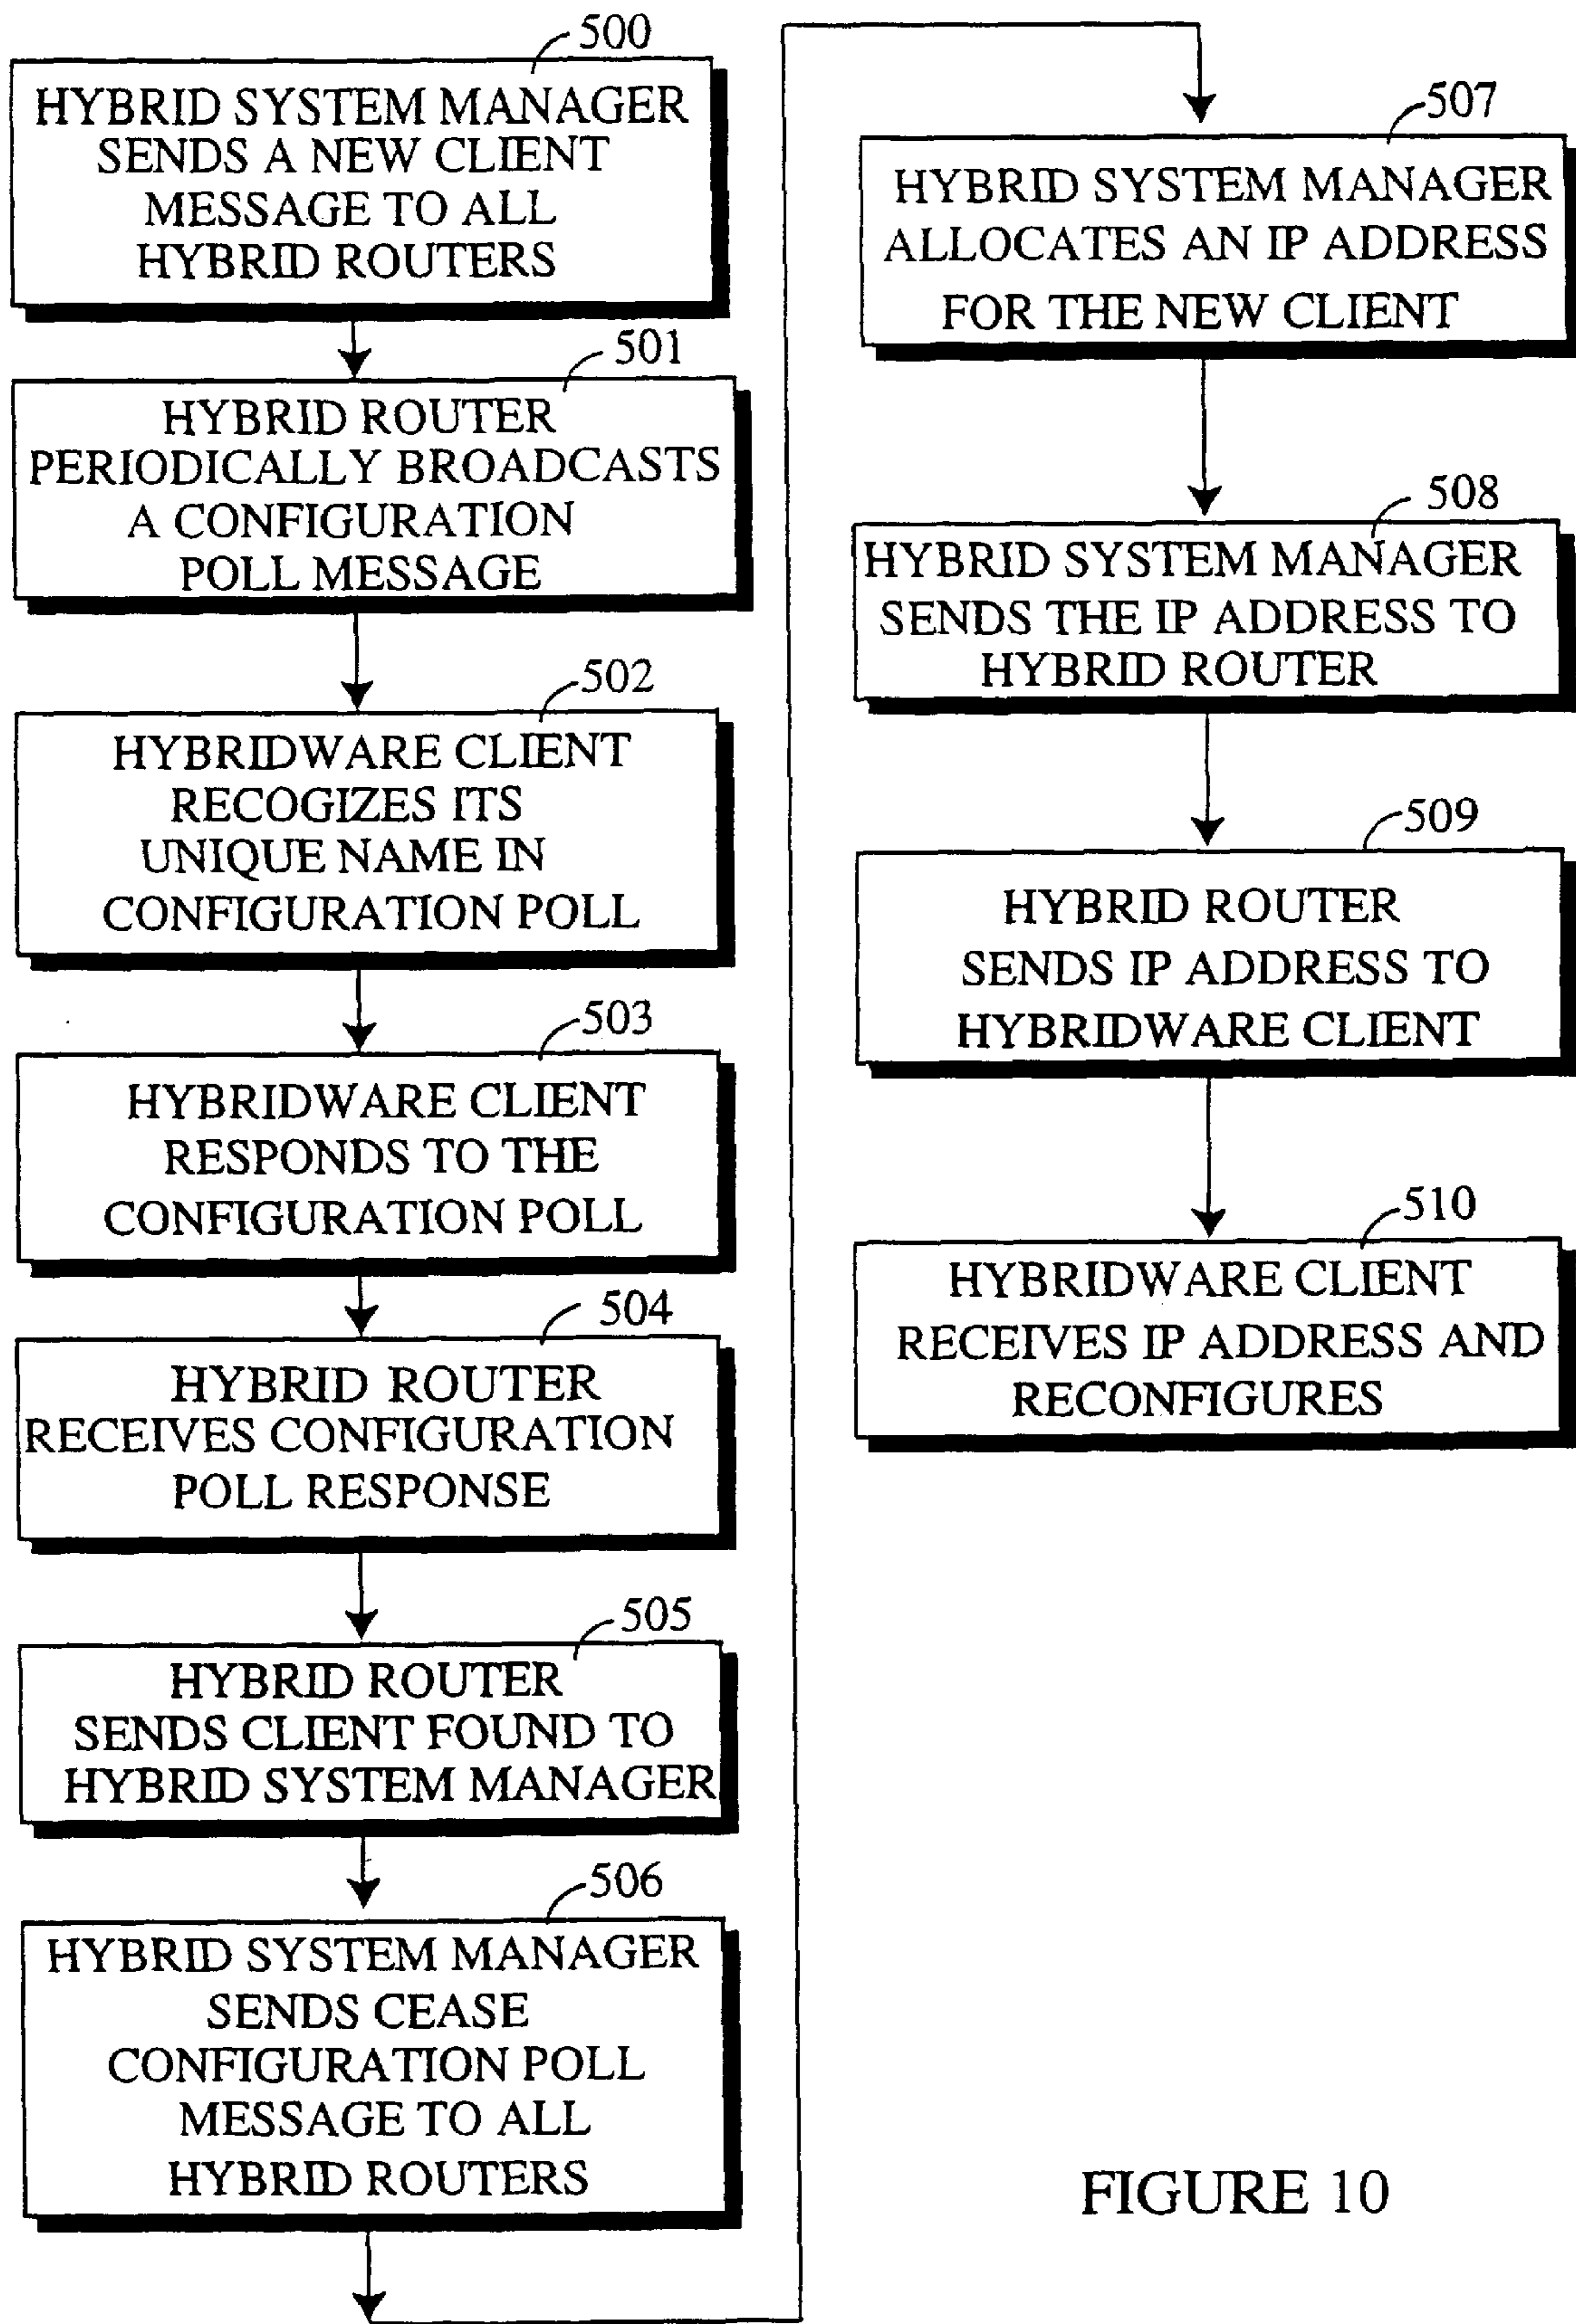 500
HYBRID SYSTEM MANAGER
SENDS A NEW CLIENT
MESSAGE TO ALL
HYBRID ROUTERS
501
HYBRID ROUTER
PERIODICALLY BROADCASTS
A CONFIGURATION
POLL MESSAGE
502
HYBRIDWARE CLIENT
RECOGIZES ITS
UNIQUE NAME IN
CONFIGURATION POLL
503
HYBRIDWARE CLIENT
RESPONDS TO THE
CONFIGURATION POLL
504
HYBRID ROUTER
RECEIVES CONFIGURATION
POLL RESPONSE
505
HYBRID ROUTER
SENDS CLIENT FOUND TO
HYBRID SYSTEM MANAGER
506
HYBRID SYSTEM MANAGER
SENDS CEASE
CONFIGURATION POLL
MESSAGE TO ALL
HYBRID ROUTERS
507
HYBRID SYSTEM MANAGER
ALLOCATES AN IP ADDRESS
FOR THE NEW CLIENT
508
HYBRID SYSTEM MANAGER
SENDS THE IP ADDRESS TO
HYBRID ROUTER
509
HYBRID ROUTER
SENDS IP ADDRESS TO
HYBRIDWARE CLIENT
510
HYBRIDWARE CLIENT
RECEIVES IP ADDRESS AND
RECONFIGURES
FIGURE 10